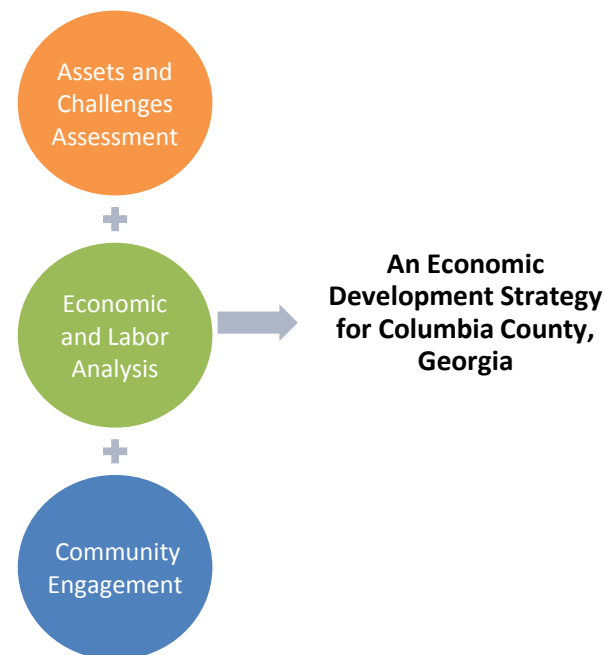 Assets and
Challenges
Assessment
Economic
and Labor
Analysis
An Economic
Development Strategy
for Columbia County,
Georgia
Community
Engagement